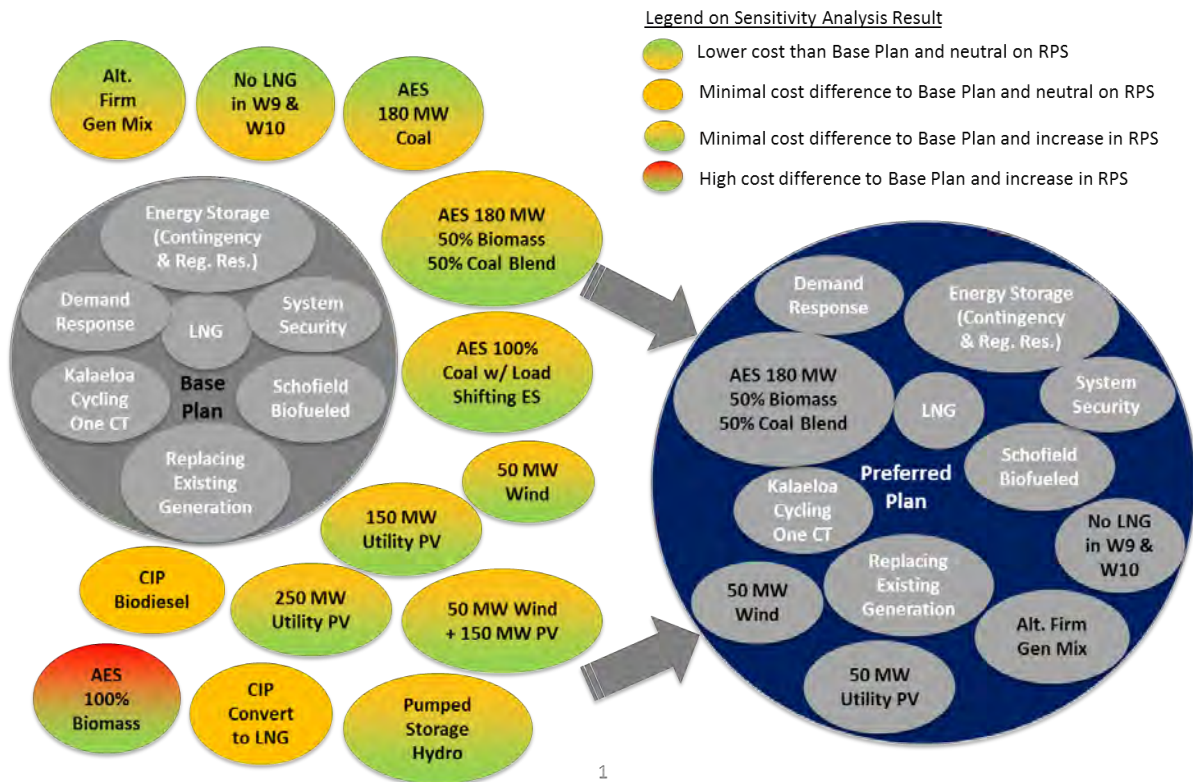 Legend on Sensitivity Analysis Result
Lower cost than Base Plan and neutral on RPS
Minimal cost difference to Base Plan and neutral on RPS
Minimal cost difference to Base Plan and increase in RPS
High cost difference to Base Plan and increase in RPS
Alt.
Firm
Gen Mix
No LNG
in W9 &
W10
AES
180 MW
Coal
AES 180 MW
50% Biomass
50% Coal Blend
Energy Storage
(Contingency
& Reg. Res.)
Demand
Response
LNG
System
Security
Kalaeloa
Cycling
One CT
Base
Plan
Schofield
Biofueled
Replacing
Existing
Generation
AES 100%
Coal w/ Load
Shifting ES
50 MW
Wind
150 MW
Utility PV
CIP
Biodiesel
250 MW
Utility PV
50 MW Wind
+ 150 MW PV
AES
100%
Biomass
CIP
Convert
to LNG
Pumped
Storage
Hydro
Demand
Response
Energy Storage
(Contingency
& Reg. Res.)
AES 180 MW
50% Biomass
50% Coal Blend
LNG
System
Security
Preferred
Plan
Schofield
Biofueled
Kalaeloa
Cycling
One CT
No LNG
in W9 &
W10
Replacing
Existing
Generation
50 MW
Wind
Alt. Firm
Gen Mix
50 MW
Utility PV
1